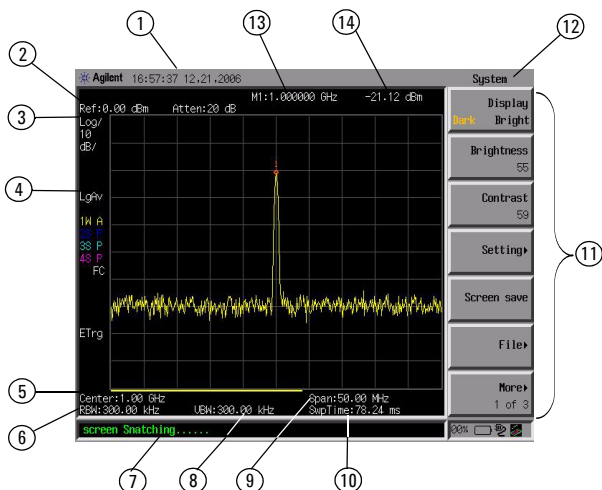 1
13
14
12
2
Agilent 16:57:37 12,21,2006
System
M1:1.000000 GHz -21.12 dBm
Ref:0.00 dBm Atten:20 dB
3
Log/
10
dB/
1
4
LgAv
1W A
2S P
3S P
4S P
FC
ETrg
Display
Dark Bright
Brightness
55
Contrast
59
Setting
Screen save
File
More
1 of 3
11
5
Center:1.00 GHz Span:50.00 MHz
6
RBW:300.00 kHz VBW:300.00 kHz SwpTime:78.24 ms
screen Snatching......
7
8
9
10